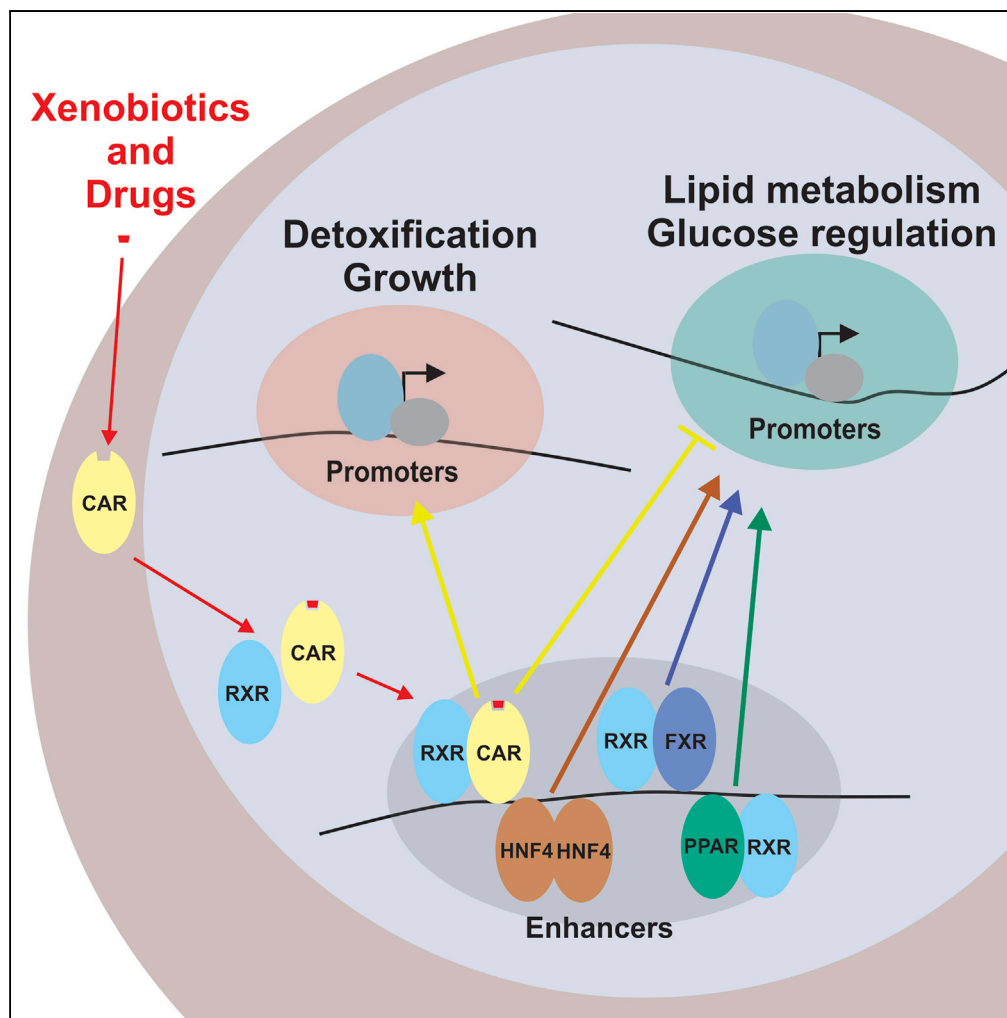 Xenobiotics
and
Drugs
Detoxification
Growth
Lipid metabolism
Glucose regulation
Promoters
Promoters
CAR
RXR
CAR
RXR
CAR
RXR
FXR
HNF4
HNF4
PPAR
RXR
Enhancers